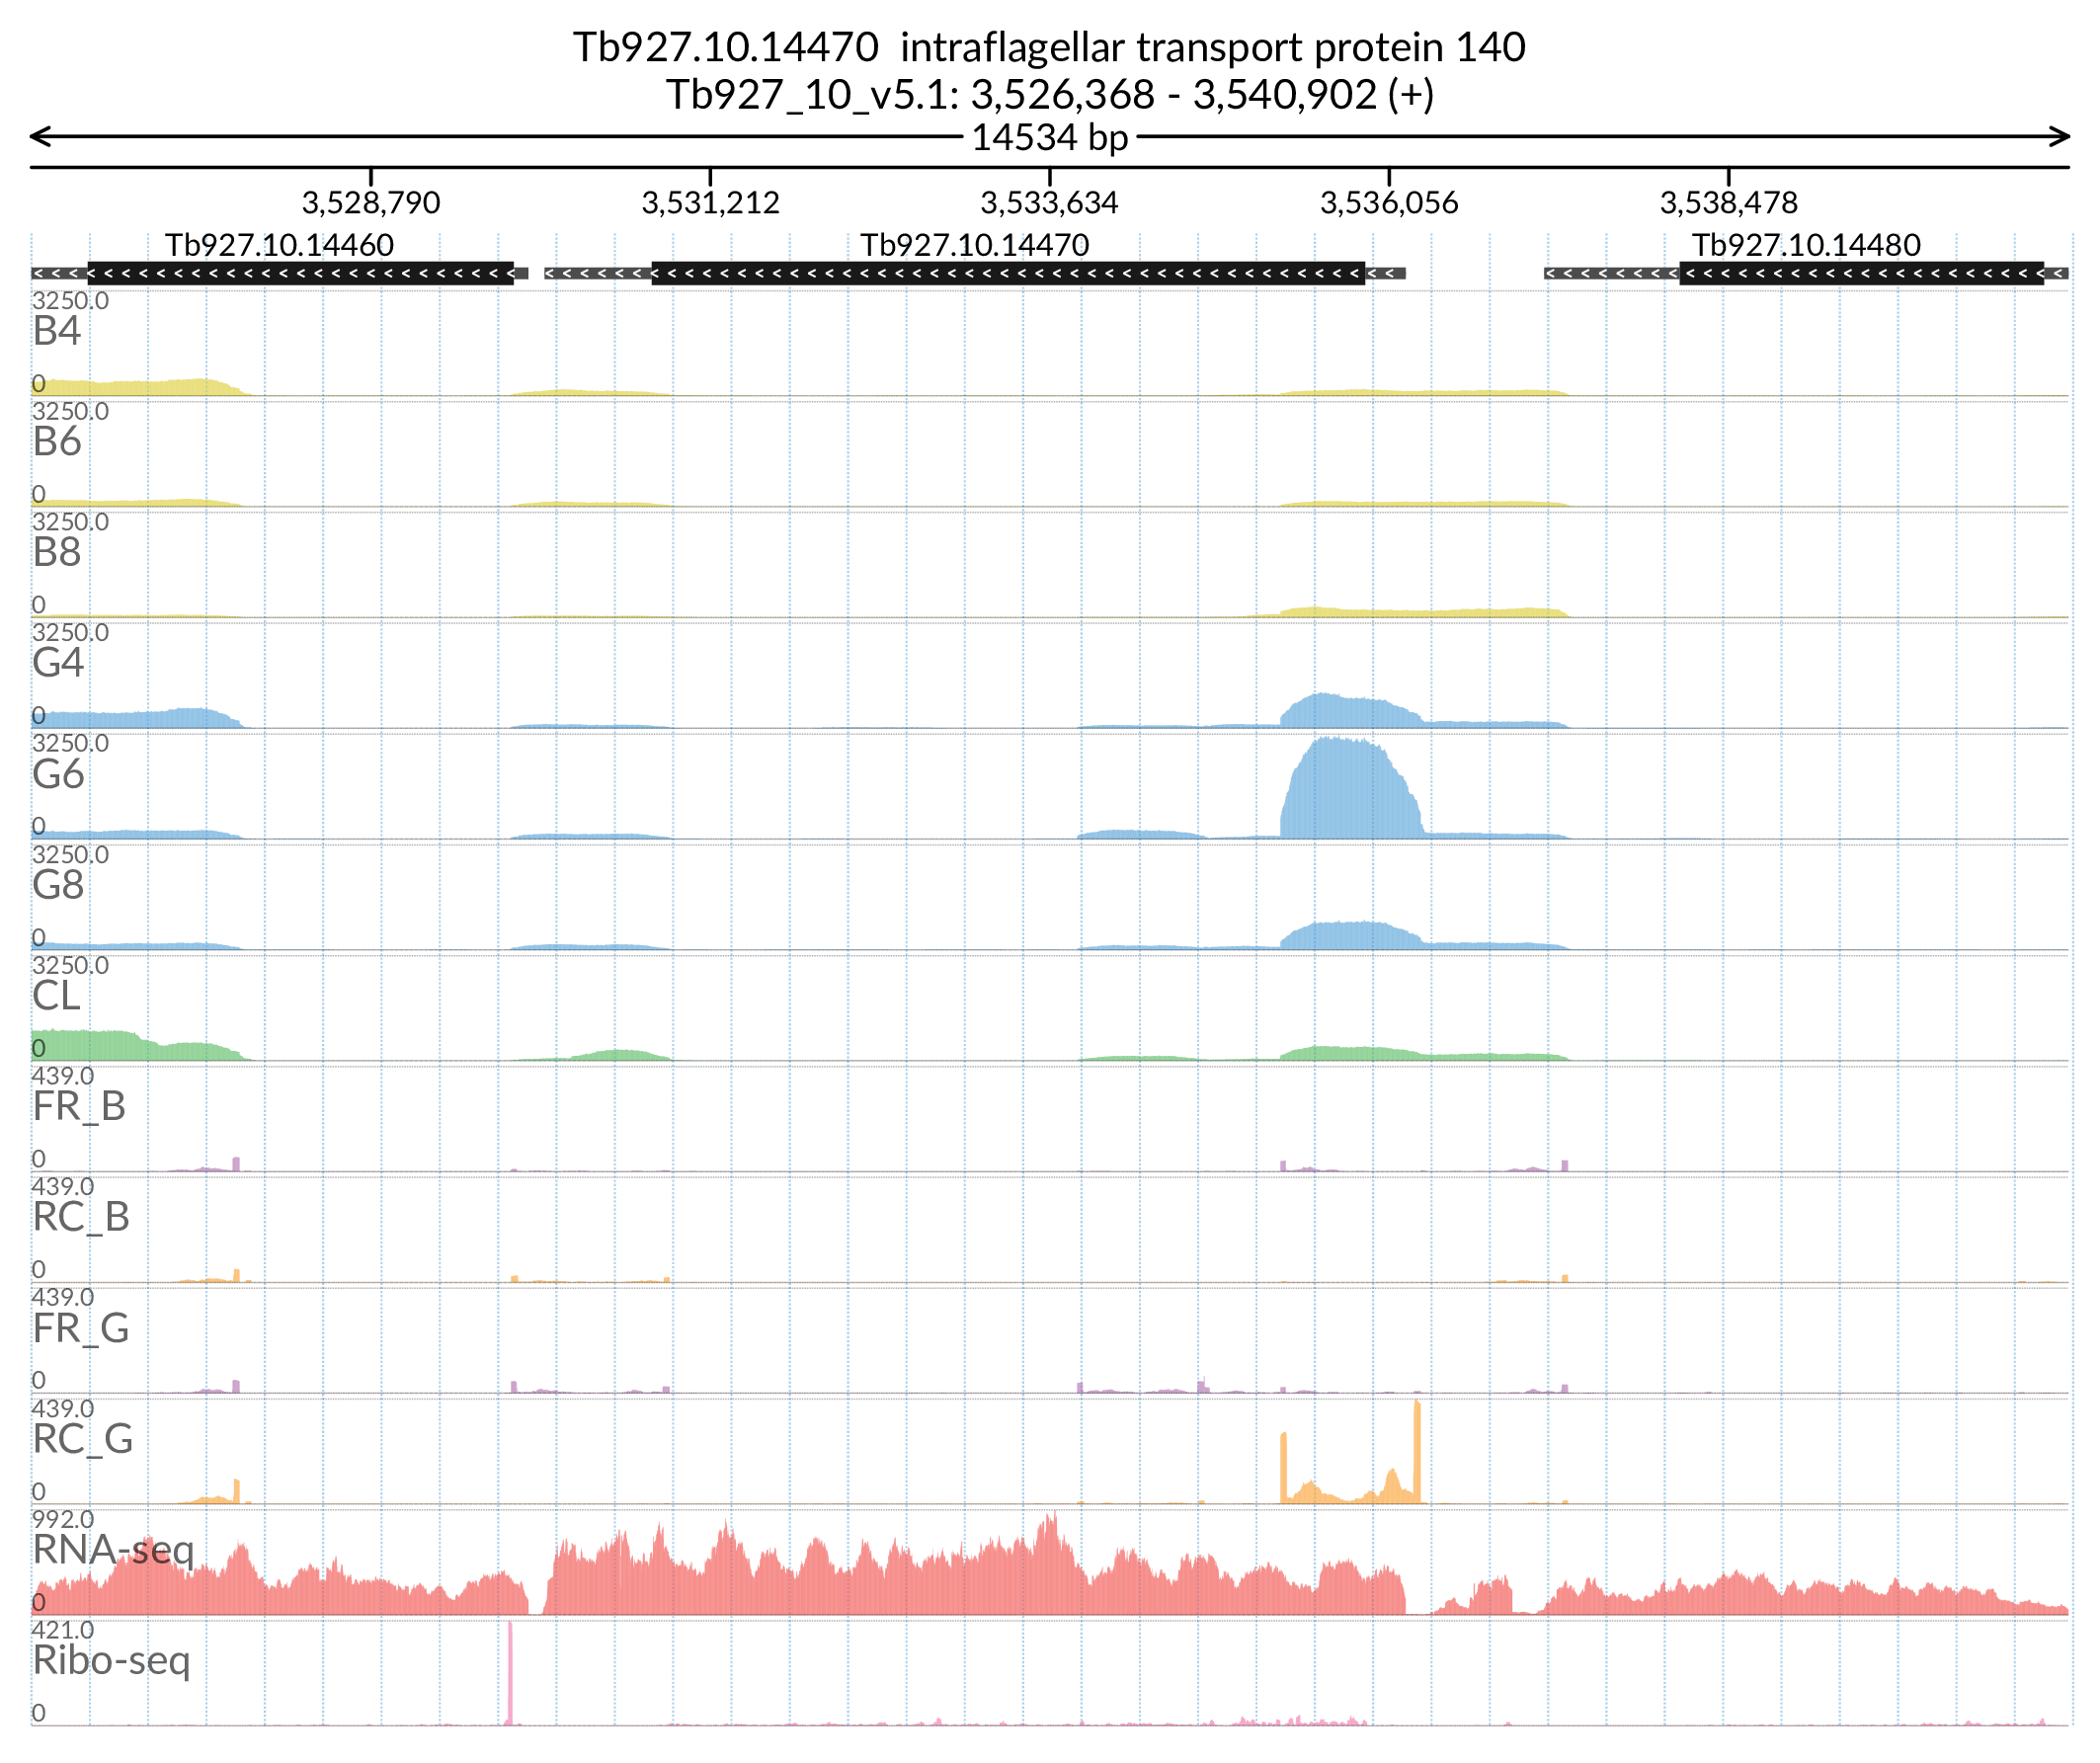 Tb927.10.14470  intraflagellar transport protein 140
Tb927_10_v5.1: 3,526,368 - 3,540,902 (+)
14534 bp
3,528,790 3,531,212 3,533,634 3,536,056 3,538,478
Tb927.10.14460 Tb927.10.14470 Tb927.10.14480
3250.0
B4
0
3250.0
B6
0
3250.0
B8
0
3250.0
G4
0
3250.0
G6
0
3250.0
G8
0
3250.0
CL
0
439.0
FR_B
0
439.0
RC_B
0
439.0
FR_G
0
439.0
RC_G
0
992.0
RNA-seq
0
421.0
Ribo-seq
0